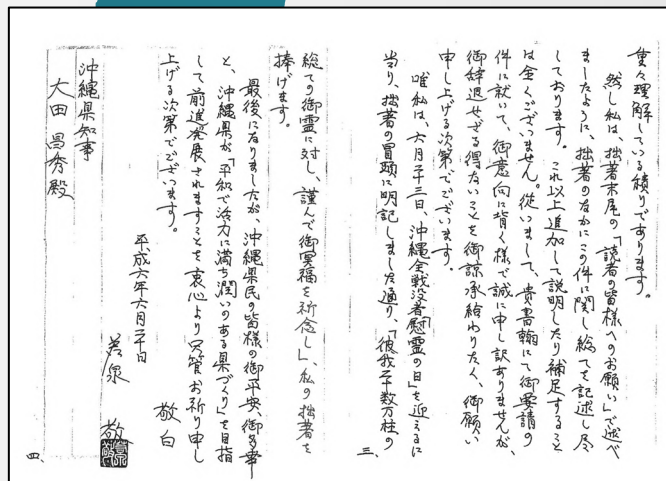 重々理解している積りであります。
然し私は、拙著末尾の「読者の皆様へのお願い」で述べ
ましたように、拙著のなかにこの件に関し総てを記述し尽
しております。これ以上追加して説明したり補足すること
は全くございません。従いまして、貴書翰にて御要請の
件に就いて、御意向に背く様で誠に申し訳ありませんが、
御辞退せざる得ないことを御諒承給わりたく、御願い
申し上げる次第でございます。
唯私は、六月二十三日、沖縄全戦没者慰霊の日」を迎えるに
当り、拙著の冒頭に明記しました通り、「彼我二十数万柱の
三、
総ての御霊に対し、謹んで御冥福を祈念し」、私の拙著を
捧げます。
最後になりましたが、沖縄県民の皆様の御平安、御多幸
と、沖縄県が「平和で活力に満ち潤いのある県づくり」を目指
して前進発展されますことを衷心より只管お祈り申し
上げる次第でございます。
敬白
平成六年六月二十日
若泉 敬
沖縄県知事
大田昌秀殿
四、